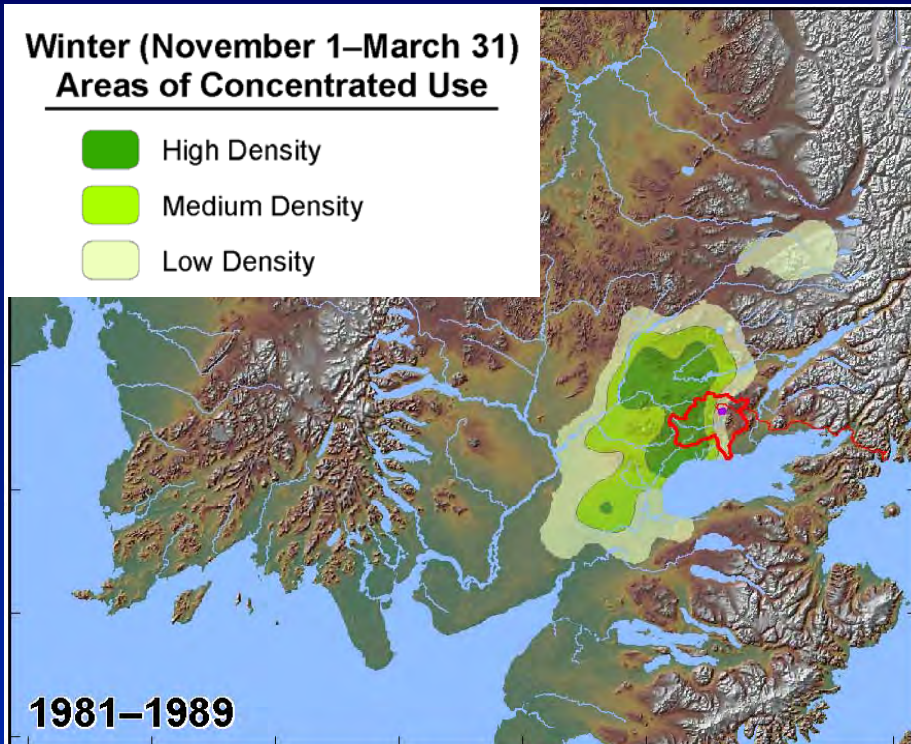 Winter (November 1–March 31)
Areas of Concentrated Use
High Density
Medium Density
Low Density
1981–1989